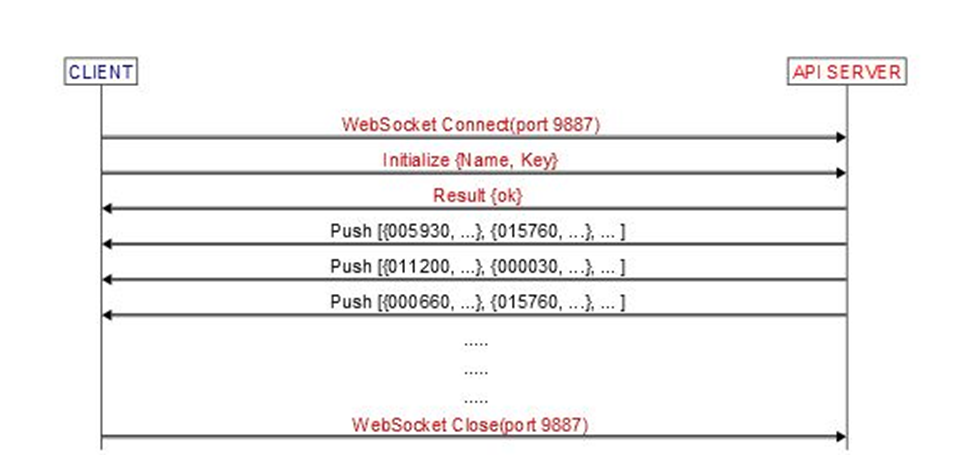 CLIENT
API SERVER
WebSocket Connect(port 9887)
Initialize {Name, Key}
Result {ok}
Push [{005930, ...}, {015760, ...}, ... ]
Push [{011200, ...}, {000030, ...}, ... ]
Push [{000660, ...}, {015760, ...}, ... ]
.....
.....
.....
WebSocket Close(port 9887)